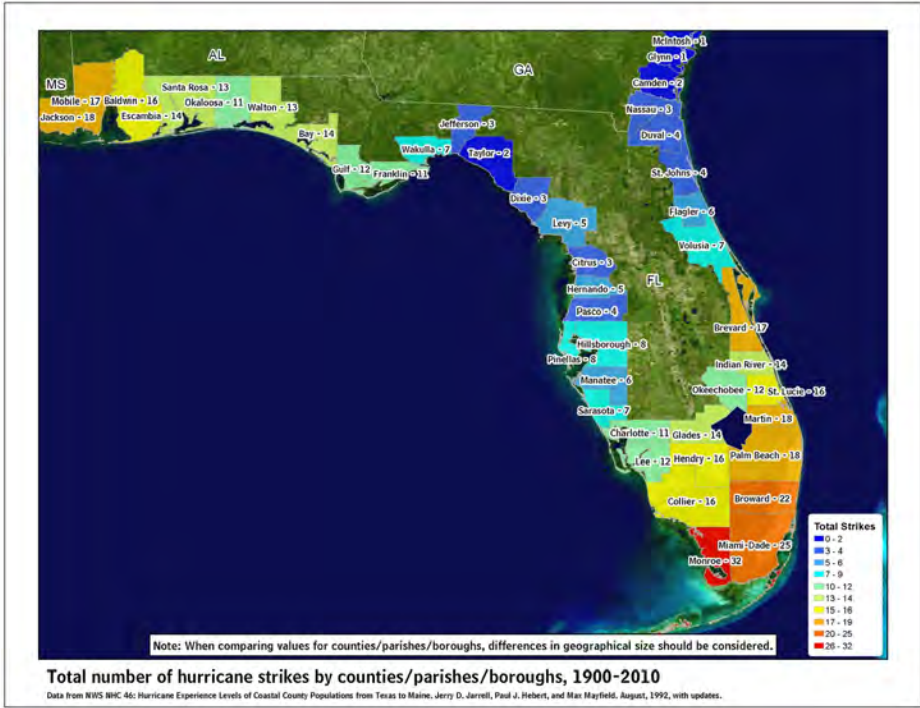 McIntosh - 1
AL
Glynn - 1
GA
MS
Camden - 2
Santa Rosa - 13
Mobile - 17
Baldwin - 16
Okaloosa - 11
Walton - 13
Nassau - 3
Jackson - 18
Escambia - 14
Jefferson - 3
Bay - 14
Duval - 4
Wakulla - 7
Taylor - 2
Gulf - 12
Franklin - 11
St. Johns - 4
Dixie - 3
Flagler - 6
Levy - 5
Volusia - 7
Citrus - 3
FL
Hernando - 5
Pasco - 4
Brevard - 17
Hillsborough - 8
Pinellas - 8
Indian River - 14
Manatee - 6
Okeechobee - 12
St. Lucie - 16
Sarasota - 7
Martin - 18
Charlotte - 11
Glades - 14
Palm Beach - 18
Hendry - 16
Lee - 12
Collier - 16
Broward - 22
Miami-Dade - 25
Monroe - 32
Total Strikes
0 - 2
3 - 4
5 - 6
7 - 9
10 - 12
13 - 14
15 - 16
17 - 19
20 - 25
26 - 32
Note: When comparing values for counties/parishes/boroughs, differences in geographical size should be considered.
Total number of hurricane strikes by counties/parishes/boroughs, 1900-2010
Data from NWS NHC 46: Hurricane Experience Levels of Coastal County Populations from Texas to Maine. Jerry D. Jarrell, Paul J. Hebert, and Max Mayfield. August, 1992, with updates.